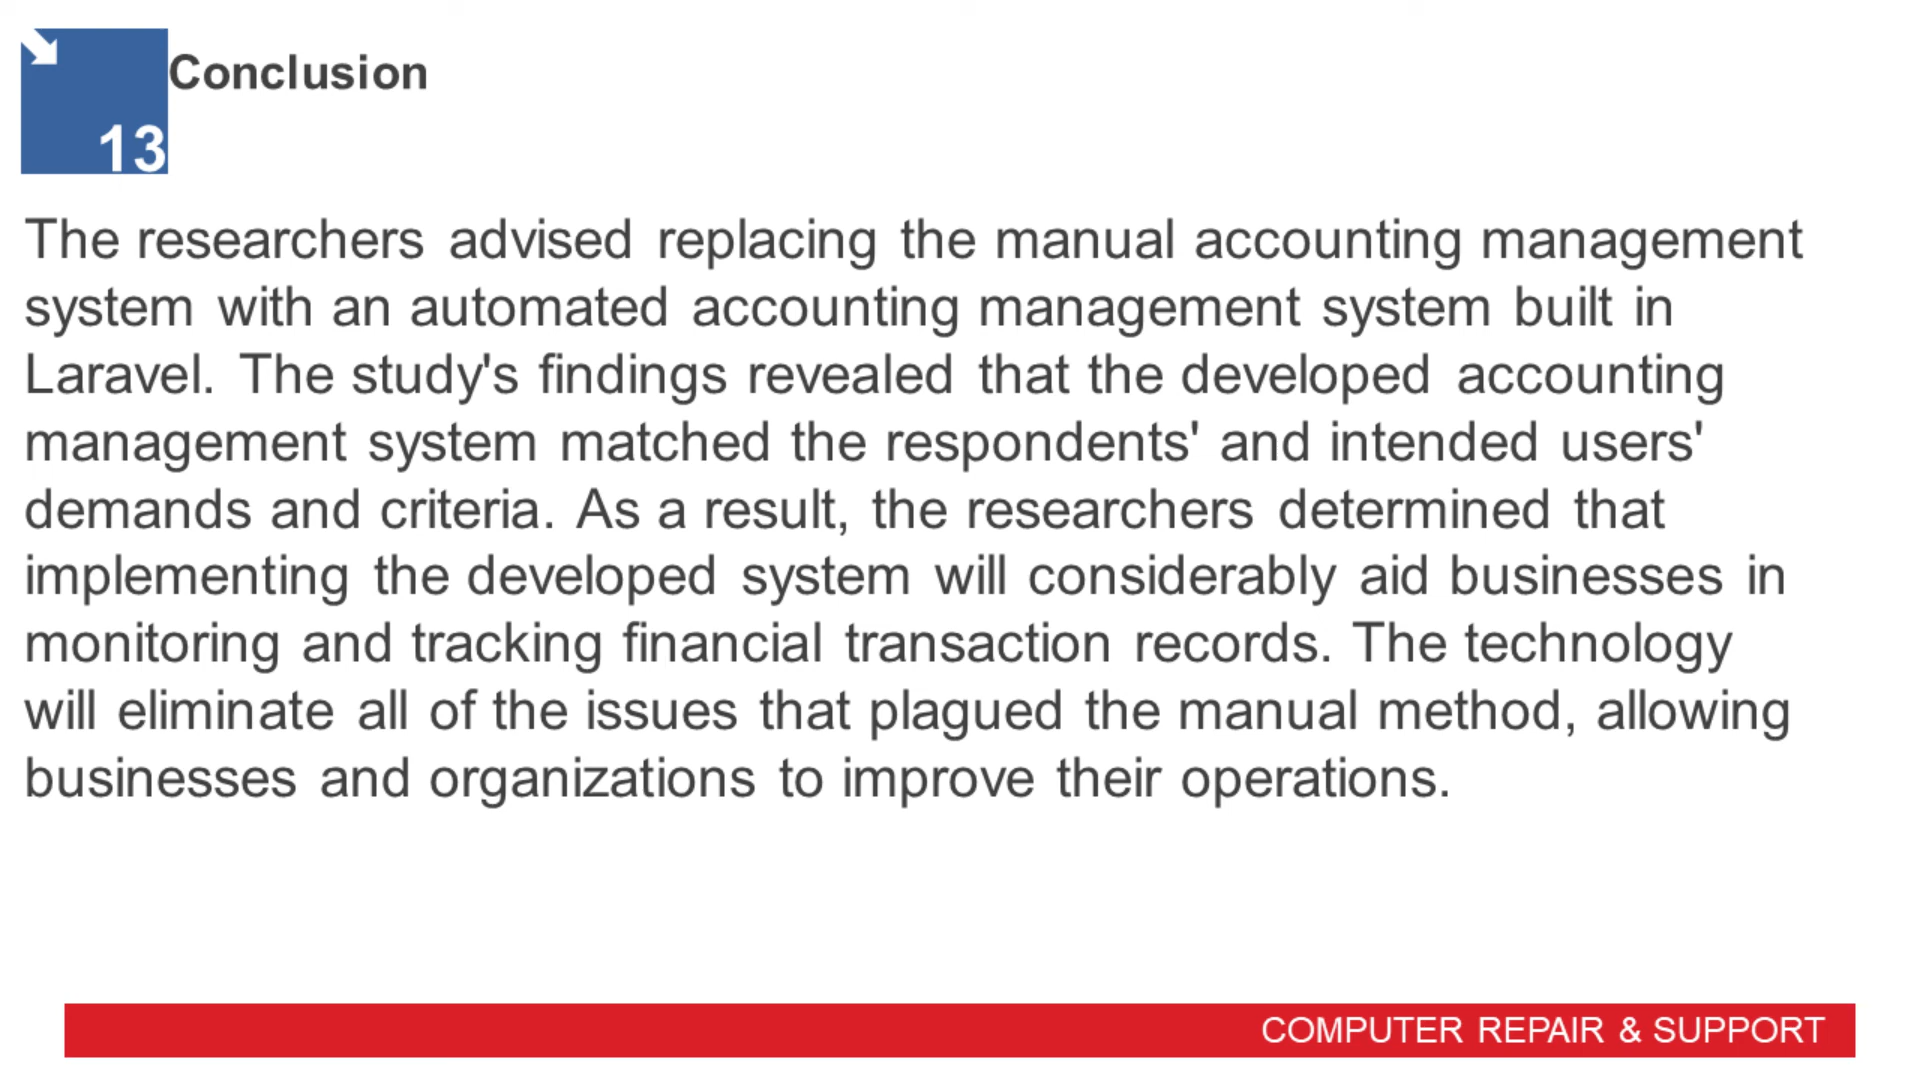 Conclusion
13
The researchers advised replacing the manual accounting management
system with an automated accounting management system built in
Laravel. The study's findings revealed that the developed accounting
management system matched the respondents' and intended users'
demands and criteria. As a result, the researchers determined that
implementing the developed system will considerably aid businesses in
monitoring and tracking financial transaction records. The technology
will eliminate all of the issues that plagued the manual method, allowing
businesses and organizations to improve their operations.
COMPUTER REPAIR & SUPPORT